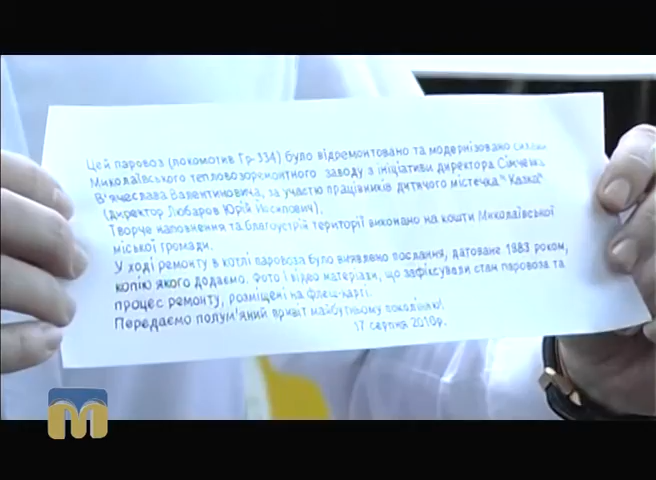 Цей паровоз (локомотив Гр-334) було відремонтовано та модернізовано силами
Миколаївського тепловозоремонтного заводу з ініціативи директора Сімченка
В'ячеслава Валентиновича, за участю працівників дитячого містечка "Казка"
(директор Любаров Юрій Йосипович).
Творче наповнення та благоустрій території виконано на кошти Миколаївської
міської громади.
У ході ремонту в котлі паровоза було виявлено послання, датоване 1983 роком,
копію якого додаємо. Фото і відео матеріали, що зафіксували стан паровоза та
процес ремонту, розміщені на флеш-карті.
Передаємо полум'яний привіт майбутньому поколінню!
17 серпня 2010р.
m